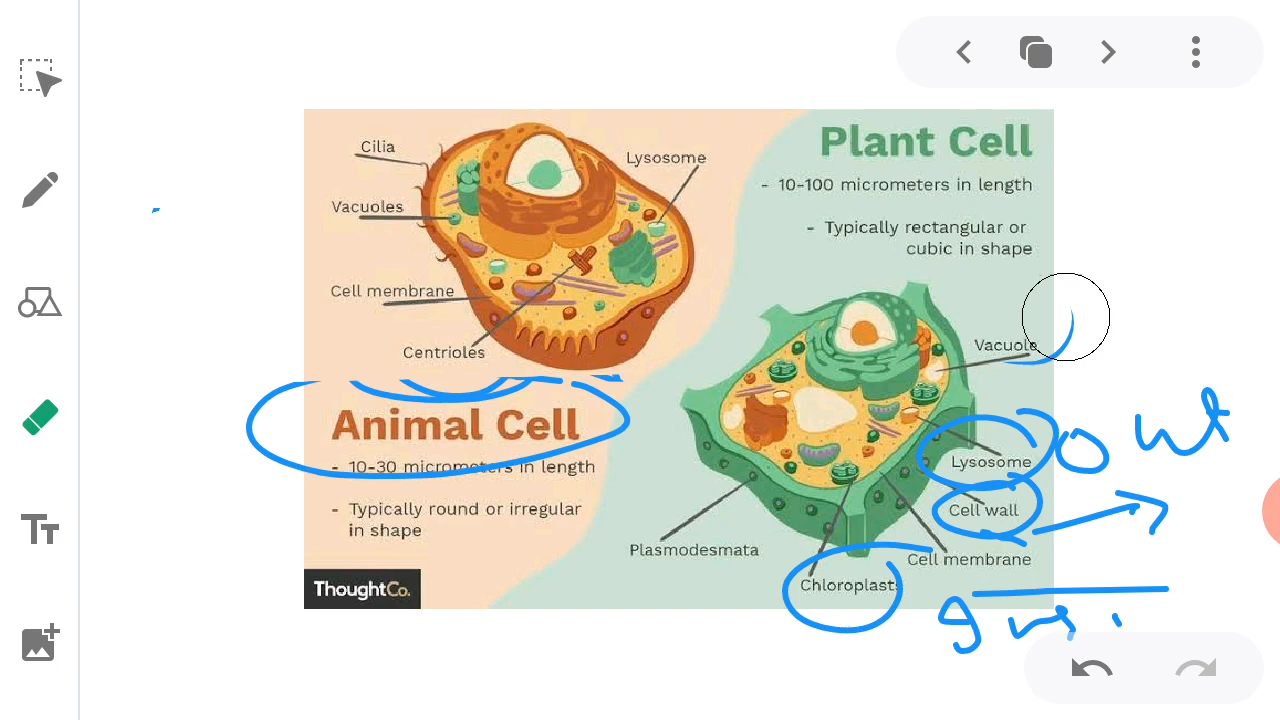 Plant Cell
- 10-100 micrometers in length
- Typically rectangular or
cubic in shape
Cilia
Lysosome
Vacuoles
Cell membrane
Centrioles
Animal Cell
- 10-30 micrometers in length
- Typically round or irregular
in shape
Vacuole
Lysosome
out
Cell wall
Plasmodesmata
Cell membrane
Chloroplasts
ThoughtCo.
Tт